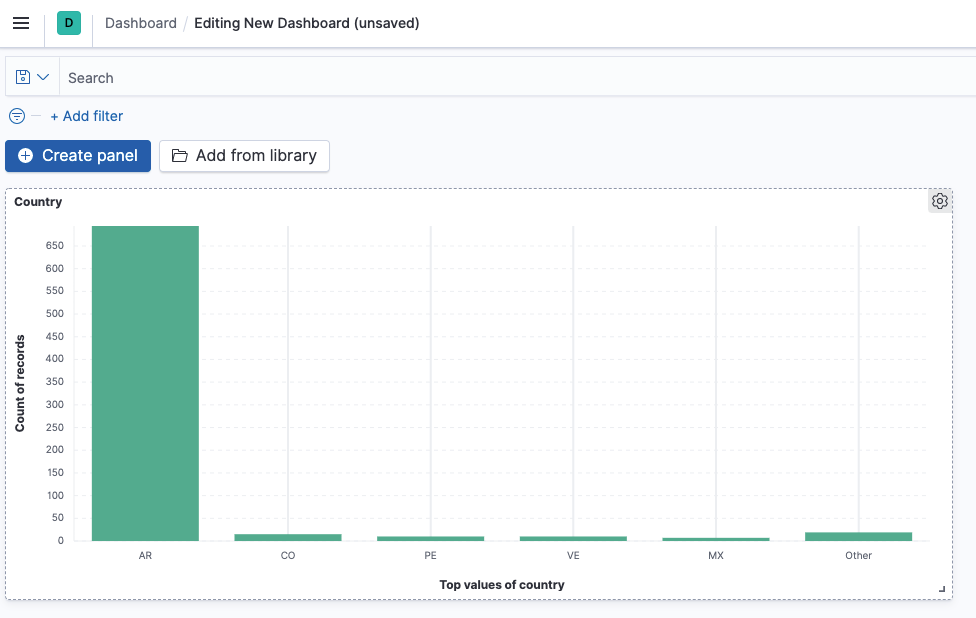 D Dashboard / Editing New Dashboard (unsaved)
Search
+ Add filter
Create panel Add from library
Country
650
600
550
500
450
400
350
300
250
200
150
100
50
0
Count of records
AR CO PE VE MX Other
Top values of country